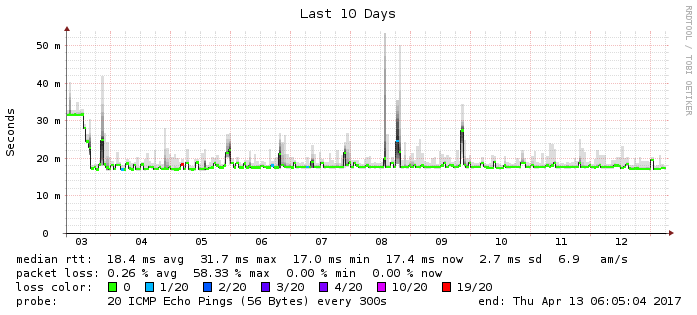 Last 10 Days
RRDTOOL / TOBI OETIKER
Seconds
50 m
40 m
30 m
20 m
10 m
0
03 04 05 06 07 08 09 10 11 12
median rtt: 18.4 ms avg 31.7 ms max 17.0 ms min 17.4 ms now 2.7 ms sd 6.9 am/s
packet loss: 0.26 % avg 58.33 % max 0.00 % min 0.00 % now
loss color: 0 1/20 2/20 3/20 4/20 10/20 19/20
probe: 20 ICMP Echo Pings (56 Bytes) every 300s end: Thu Apr 13 06:05:04 2017